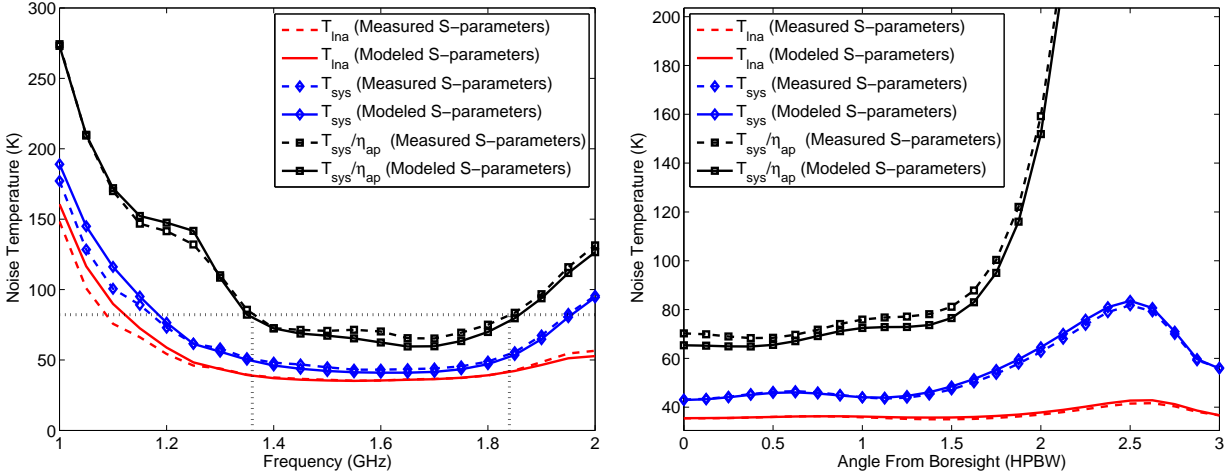 300
250
200
150
100
50
0
1
1.2
1.4
1.6
1.8
2
Noise Temperature (K)
Frequency (GHz)
T_lna (Measured S−parameters)
T_lna (Modeled S−parameters)
T_sys (Measured S−parameters)
T_sys (Modeled S−parameters)
T_sys/η_ap (Measured S−parameters)
T_sys/η_ap (Modeled S−parameters)
200
180
160
140
120
100
80
60
40
0
0.5
1
1.5
2
2.5
3
Noise Temperature (K)
Angle From Boresight (HPBW)
T_lna (Measured S−parameters)
T_lna (Modeled S−parameters)
T_sys (Measured S−parameters)
T_sys (Modeled S−parameters)
T_sys/η_ap (Measured S−parameters)
T_sys/η_ap (Modeled S−parameters)